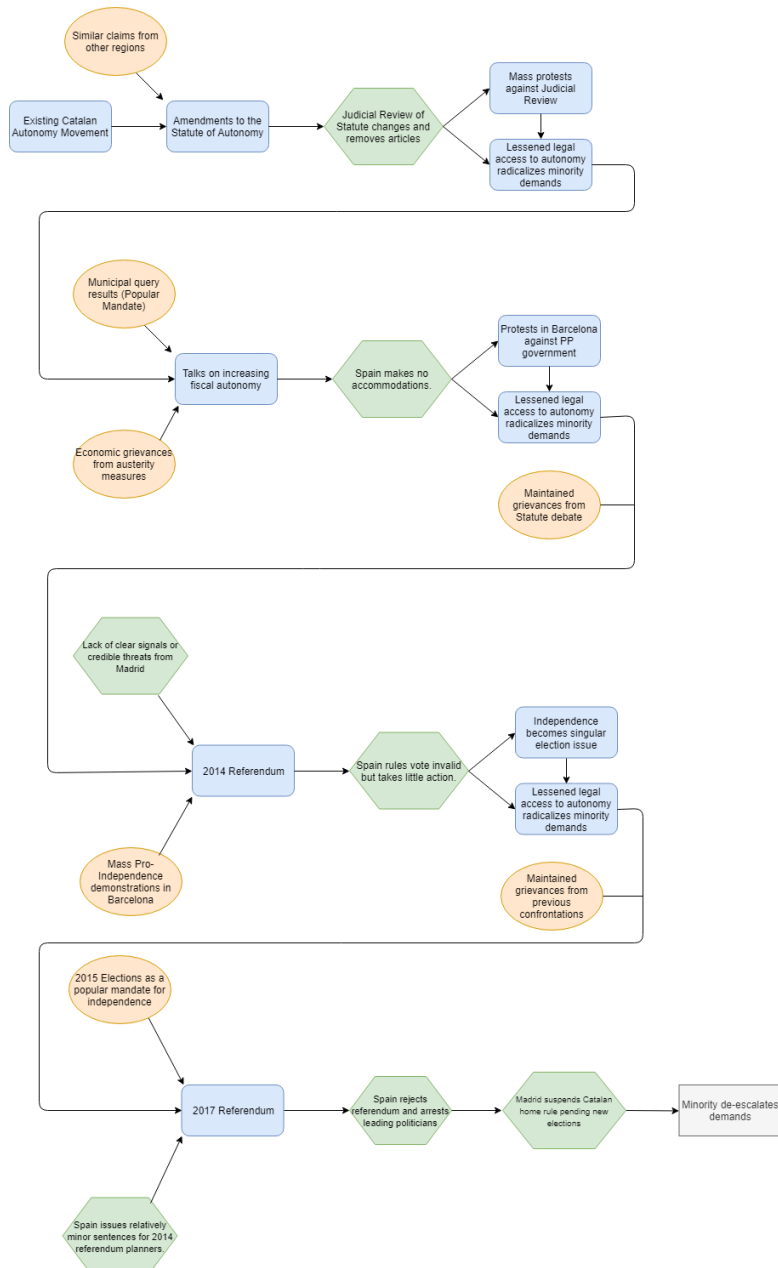 Similar claims from
other regions
Existing Catalan
Autonomy Movement
Amendments to the
Statute of Autonomy
Judicial Review of
Statute changes and
removes articles
Mass protests
against Judicial
Review
Lessened legal
access to autonomy
radicalizes minority
demands
Municipal query
results (Popular
Mandate)
Talks on increasing
fiscal autonomy
Economic grievances
from austerity
measures
Spain makes no
accommodations.
Protests in Barcelona
against PP
government
Lessened legal
access to autonomy
radicalizes minority
demands
Maintained
grievances from
Statute debate
Lack of clear signals or
credible threats from
Madrid
2014 Referendum
Mass Pro-
Independence
demonstrations in
Barcelona
Spain rules vote invalid
but takes little action.
Independence
becomes singular
election issue
Lessened legal
access to autonomy
radicalizes minority
demands
Maintained
grievances from
previous
confrontations
2015 Elections as a
popular mandate for
independence
2017 Referendum
Spain issues relatively
minor sentences for 2014
referendum planners.
Spain rejects
referendum and arrests
leading politicians
Madrid suspends Catalan
home rule pending new
elections
Minority de-escalates
demands